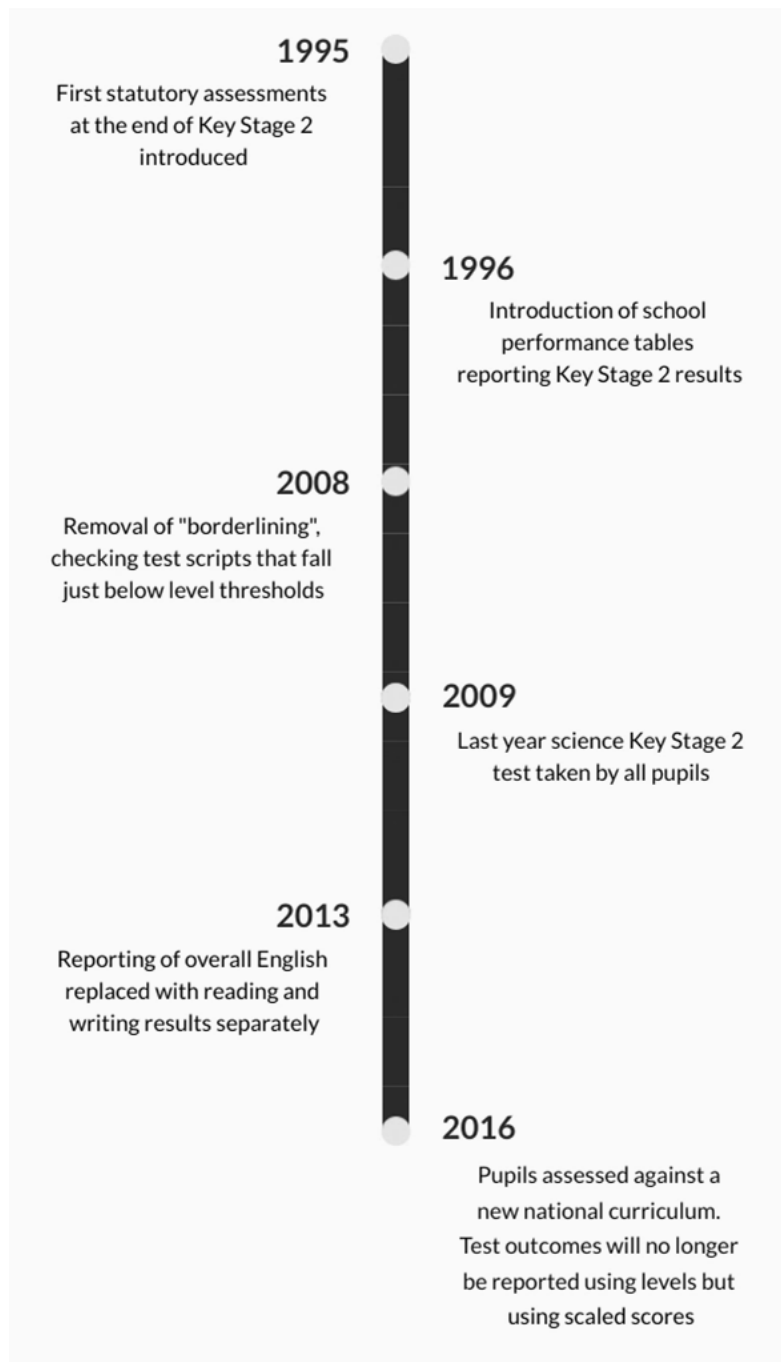 1995
First statutory assessments
at the end of Key Stage 2
introduced
1996
Introduction of school
performance tables
reporting Key Stage 2 results
2008
Removal of "borderlining",
checking test scripts that fall
just below level thresholds
2009
Last year science Key Stage 2
test taken by all pupils
2013
Reporting of overall English
replaced with reading and
writing results separately
2016
Pupils assessed against a
new national curriculum.
Test outcomes will no longer
be reported using levels but
using scaled scores